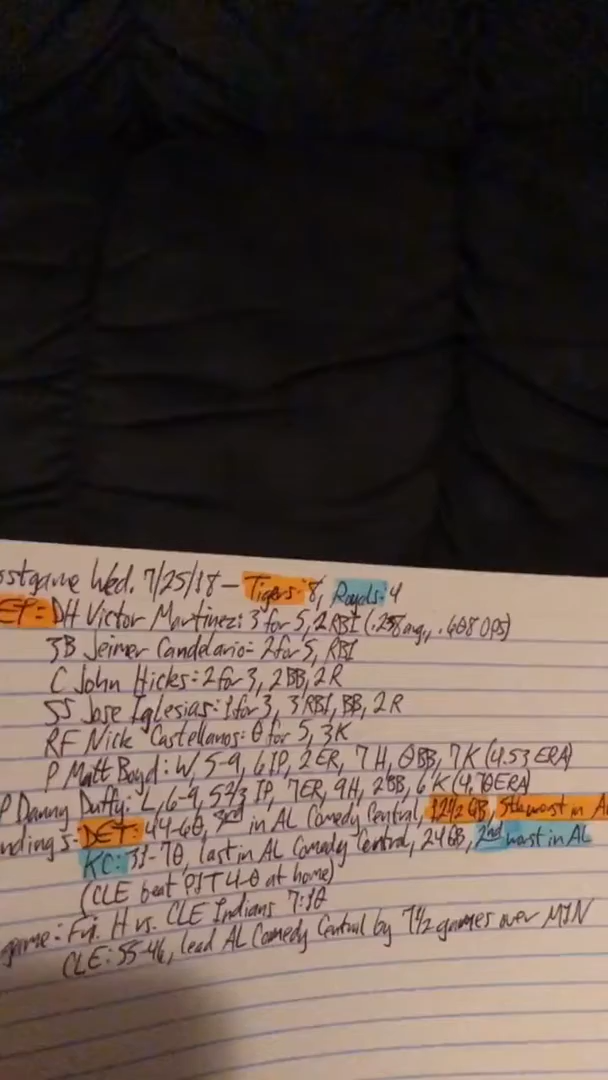 stgame Wed. 7/25/18 - Tigers: 8, Royals: 4
ET = DH Victor Martinez: 3 for 5, 2 RBI (. avg., . OPS)
3B Jeimer Candelario = 2 for 5, RBI
C John Hicks = 2 for 3, 2 BB, 2 R
SS Jose Iglesias: 1 for 3, 3 RBI, BB, 2 R
RF Nick Castellanos: 0 for 5, 3K
P Matt Boyd: W, 5-9, 6 IP, 2 ER, 7 H, 0 BB, 7 K (4.53 ERA)
P Danny Duffy: L, 6-9, 5 2/3 IP, 7 ER, 9 H, 2 BB, 6 K (4.70 ERA)
ndings - DET: 44-60, 3rd in AL Comedy Central, 12 1/2 GB, 5th worst in A
KC: 31-70, last in AL Comedy Central, 24 GB, 2nd worst in AL
(CLE beat PIT 4-0 at home)
game: Fri. H vs. CLE Indians 7:10
CLE: 55-46, lead AL Comedy Central by 7 1/2 games over MIN